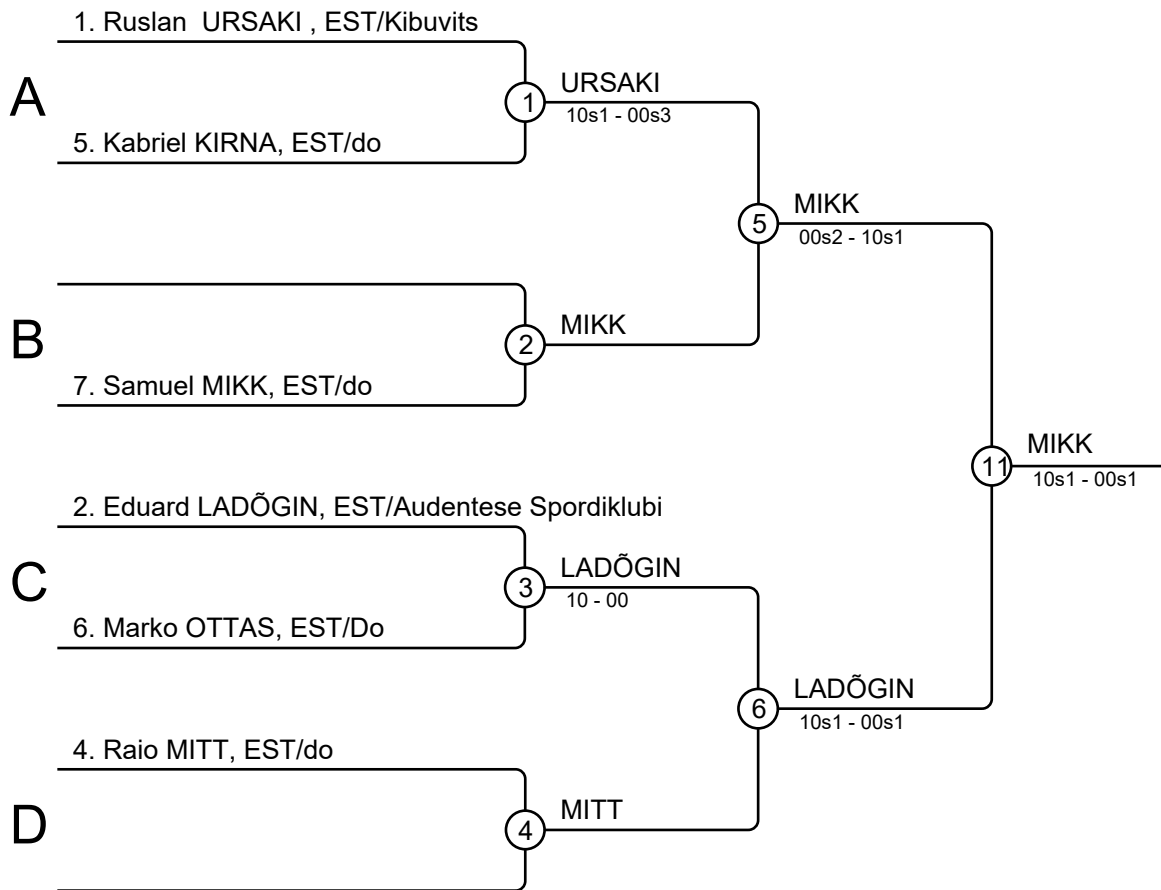 1. Ruslan  URSAKI , EST/Kibuvits
A
1
URSAKI
10s1 - 00s3
5. Kabriel KIRNA, EST/do
5
MIKK
00s2 - 10s1
B
2
MIKK
7. Samuel MIKK, EST/do
11
MIKK
10s1 - 00s1
2. Eduard LADÕGIN, EST/Audentese Spordiklubi
C
3
LADÕGIN
10 - 00
6. Marko OTTAS, EST/Do
6
LADÕGIN
10s1 - 00s1
4. Raio MITT, EST/do
D
4
MITT